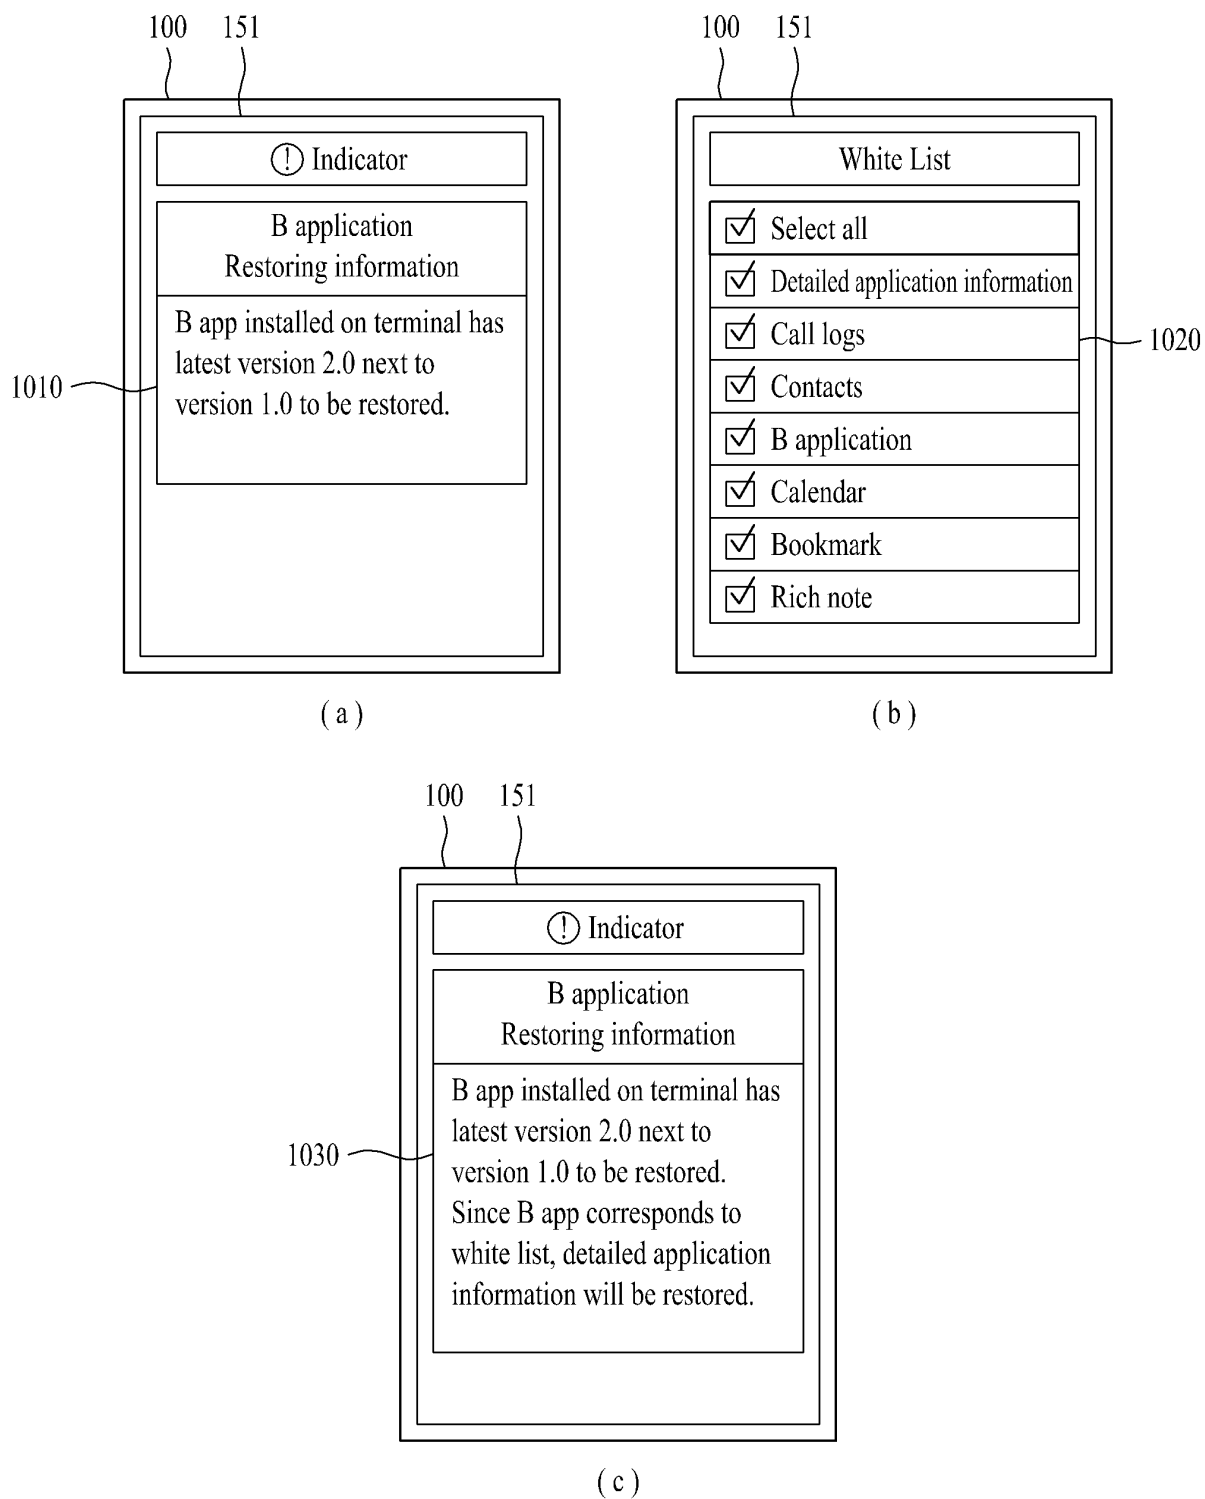 100 151
! Indicator
B application
Restoring information
B app installed on terminal has
latest version 2.0 next to
version 1.0 to be restored.
1010
( a )
100 151
White List
Select all
Detailed application information
Call logs
Contacts
B application
Calendar
Bookmark
Rich note
1020
( b )
100 151
! Indicator
B application
Restoring information
B app installed on terminal has
latest version 2.0 next to
version 1.0 to be restored.
Since B app corresponds to
white list, detailed application
information will be restored.
1030
( c )